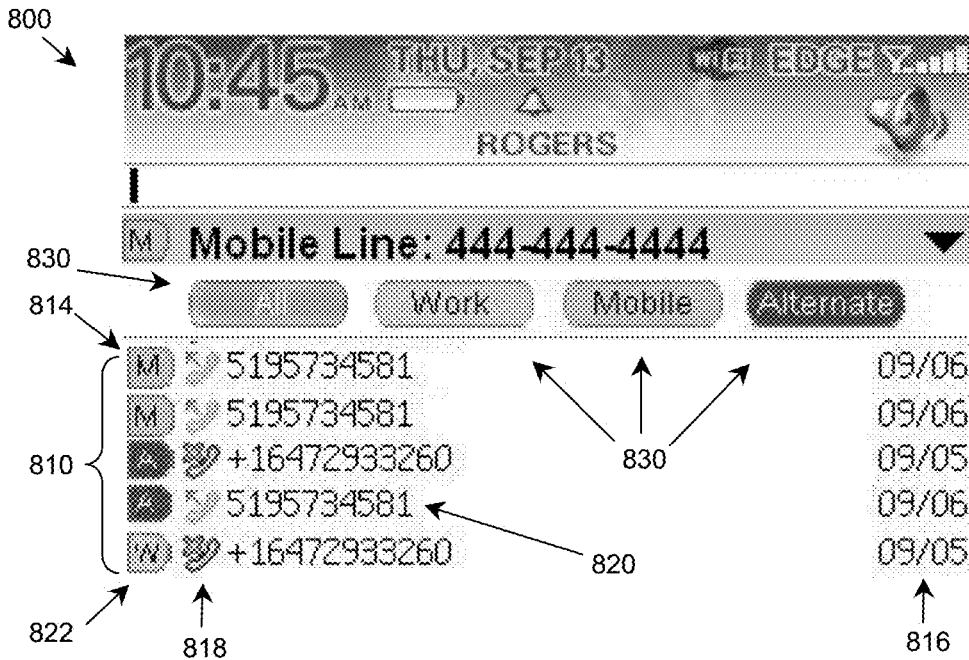 800
10:45 AM THU, SEP 13 WiFi EDGE
ROGERS
M Mobile Line: 444-444-4444
830
All Work Mobile Alternate
814
M 5195734581 09/06
M 5195734581 09/06
A +16472933260 09/05
A 5195734581 09/06
W +16472933260 09/05
810
830
820
822
818
816